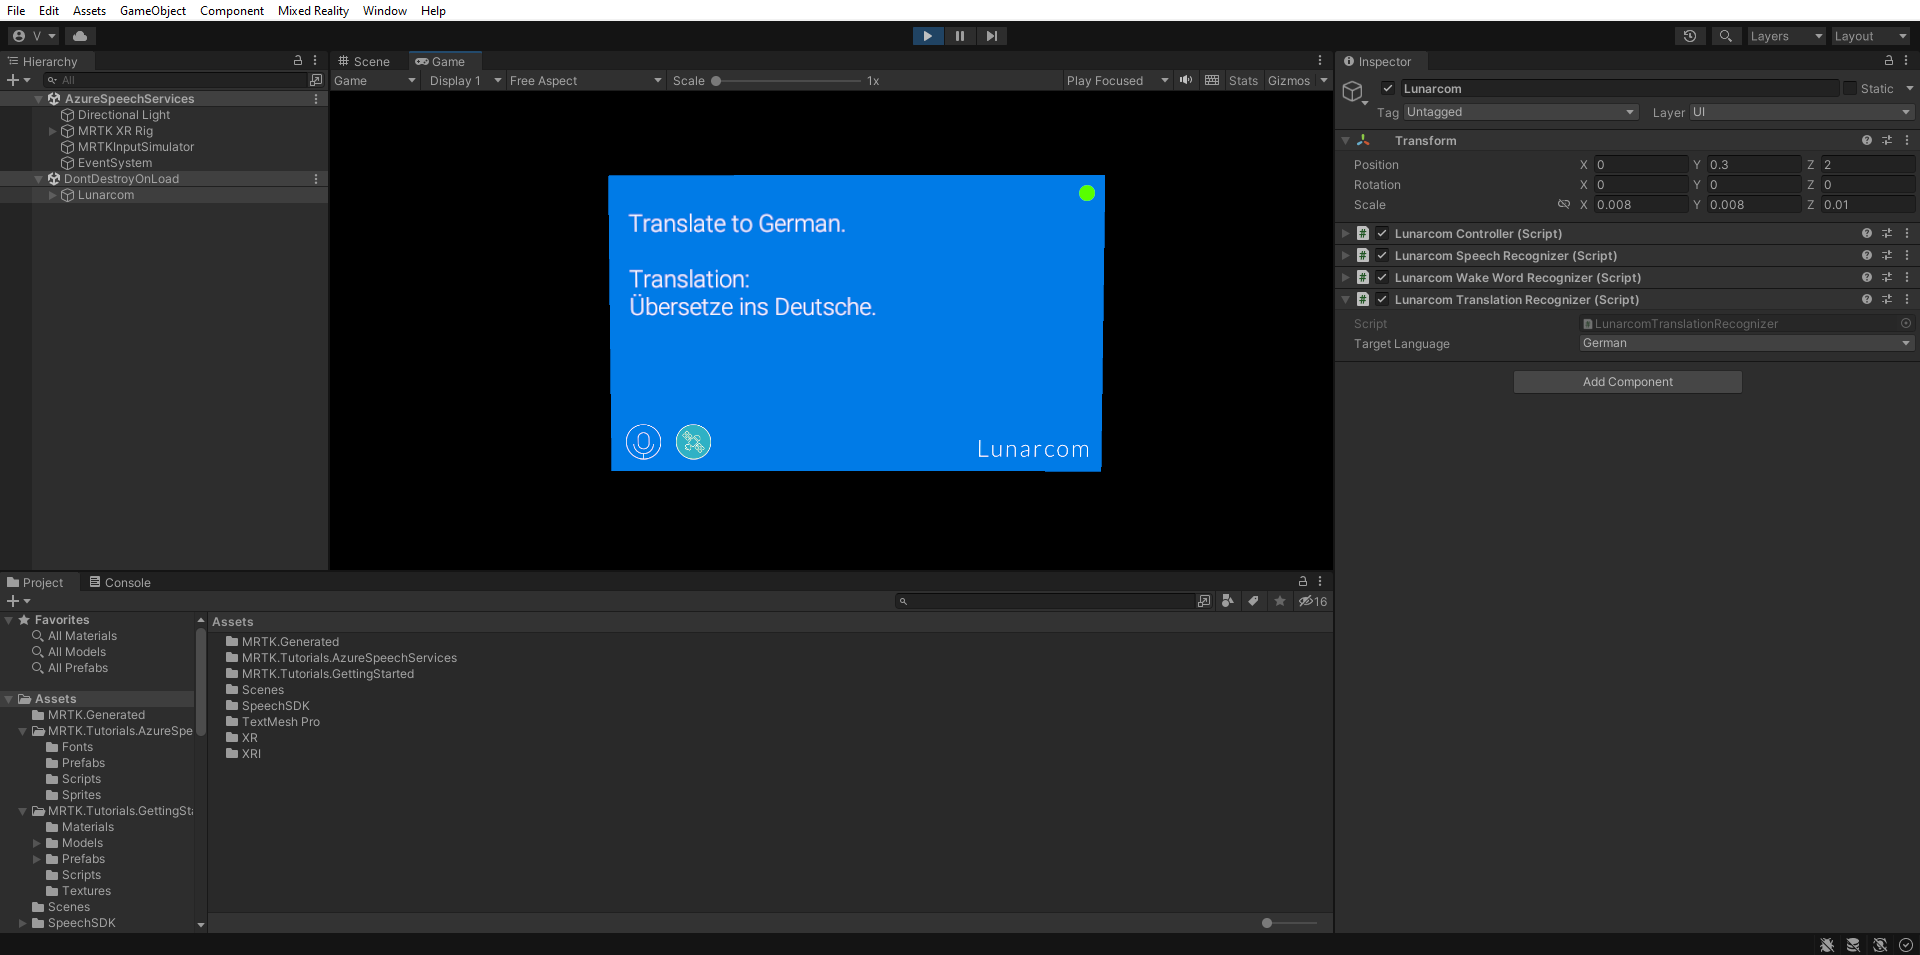 File Edit Assets GameObject Component Mixed Reality Window Help
V
Layers
Layout
Hierarchy
All
AzureSpeechServices
Directional Light
MRTK XR Rig
MRTKInputSimulator
EventSystem
DontDestroyOnLoad
Lunarcom
Scene Game
Game Display 1 Free Aspect Scale 1x Play Focused Stats Gizmos
Translate to German.
Translation:
Übersetze ins Deutsche.
Lunarcom
Inspector
Lunarcom Static
Tag Untagged Layer UI
Transform
Position X 0 Y 0.3 Z 2
Rotation X 0 Y 0 Z 0
Scale X 0.008 Y 0.008 Z 0.01
# Lunarcom Controller (Script)
# Lunarcom Speech Recognizer (Script)
# Lunarcom Wake Word Recognizer (Script)
# Lunarcom Translation Recognizer (Script)
Script LunarcomTranslationRecognizer
Target Language German
Add Component
Project Console
16
Favorites
All Materials
All Models
All Prefabs
Assets
MRTK.Generated
MRTK.Tutorials.AzureSpe
Fonts
Prefabs
Scripts
Sprites
MRTK.Tutorials.GettingSta
Materials
Models
Prefabs
Scripts
Textures
Scenes
SpeechSDK
Assets
MRTK.Generated
MRTK.Tutorials.AzureSpeechServices
MRTK.Tutorials.GettingStarted
Scenes
SpeechSDK
TextMesh Pro
XR
XRI